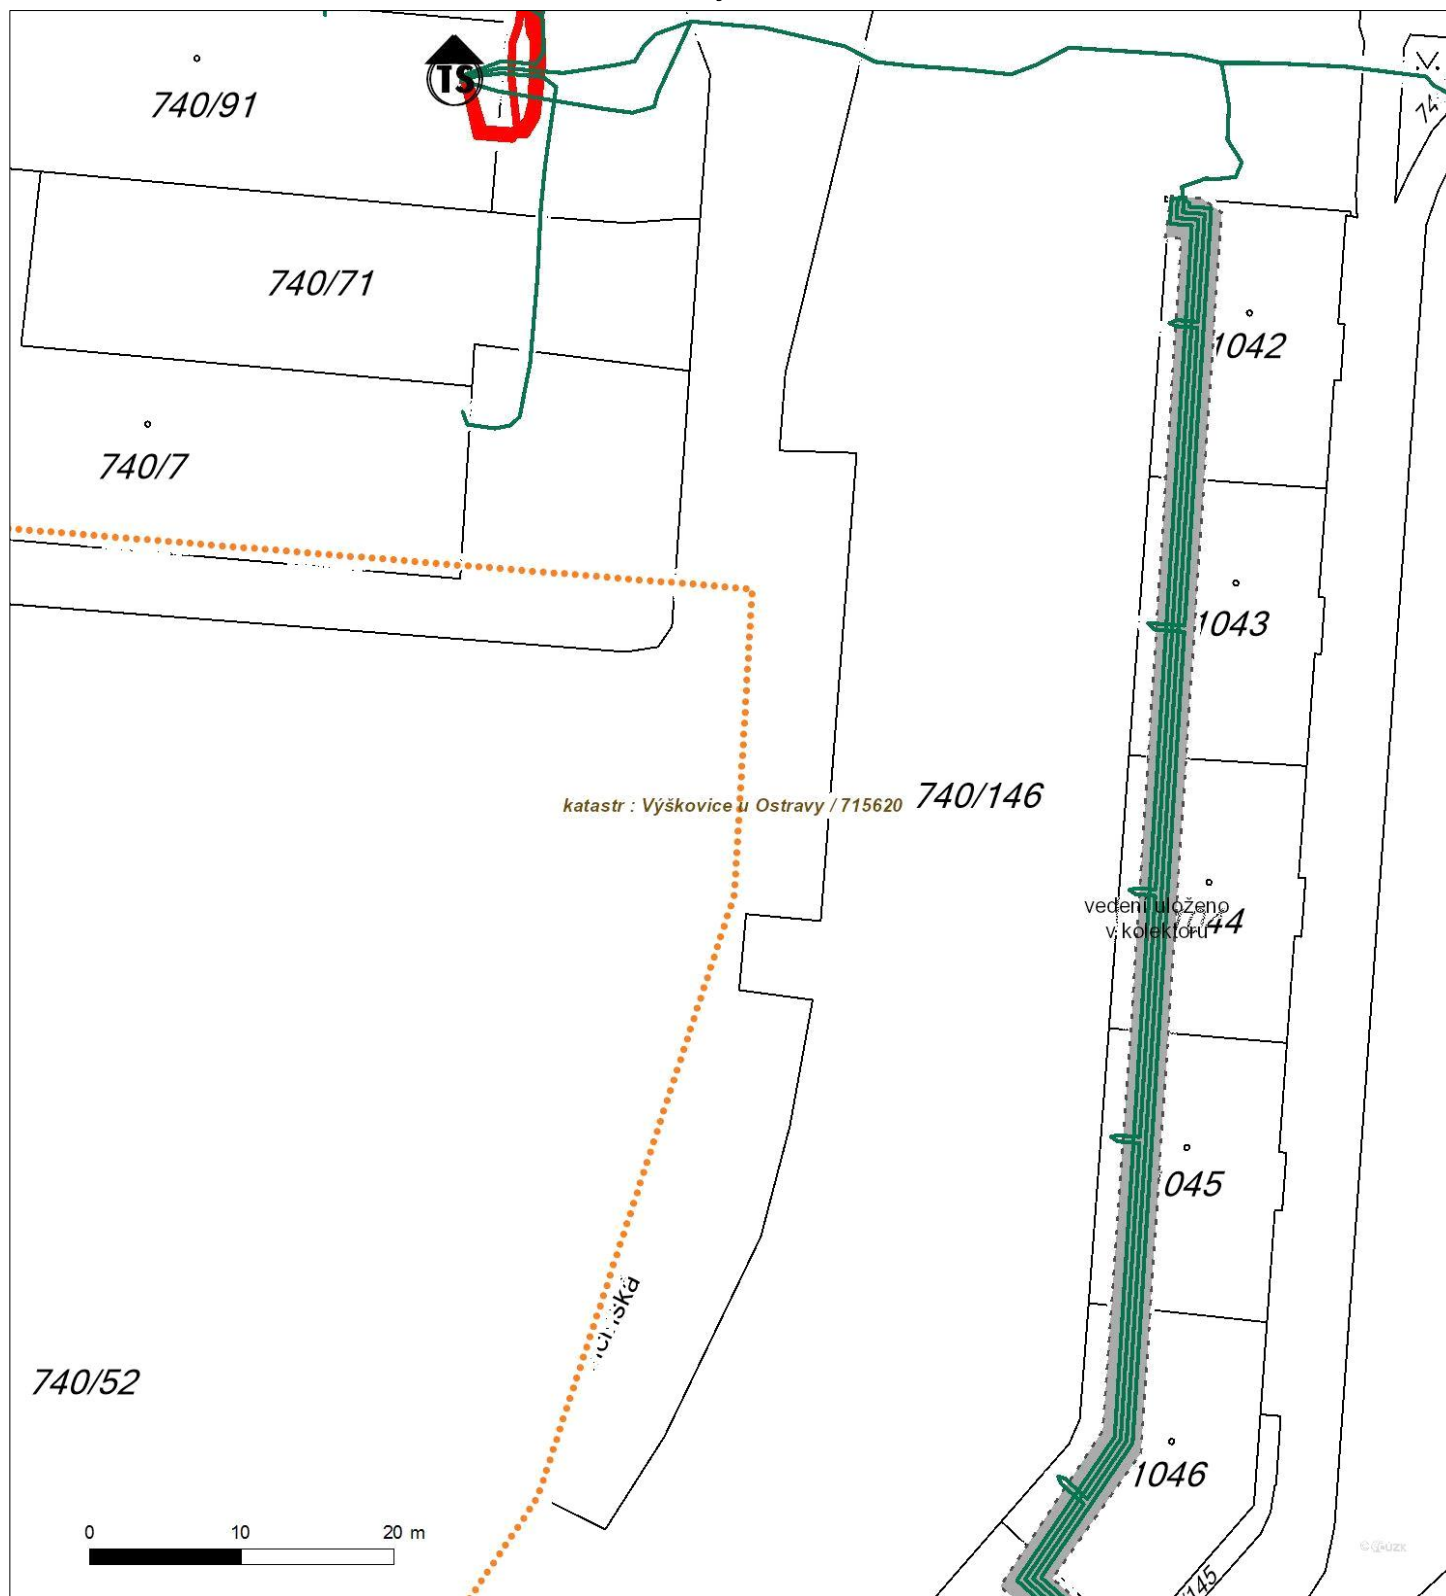 TS
740/91
740/71
1042
740/7
1043
katastr : Výškovice u Ostravy / 715620
740/146
vedení uloženo
v kolektoru
045
740/52
1046
0 10 20 m